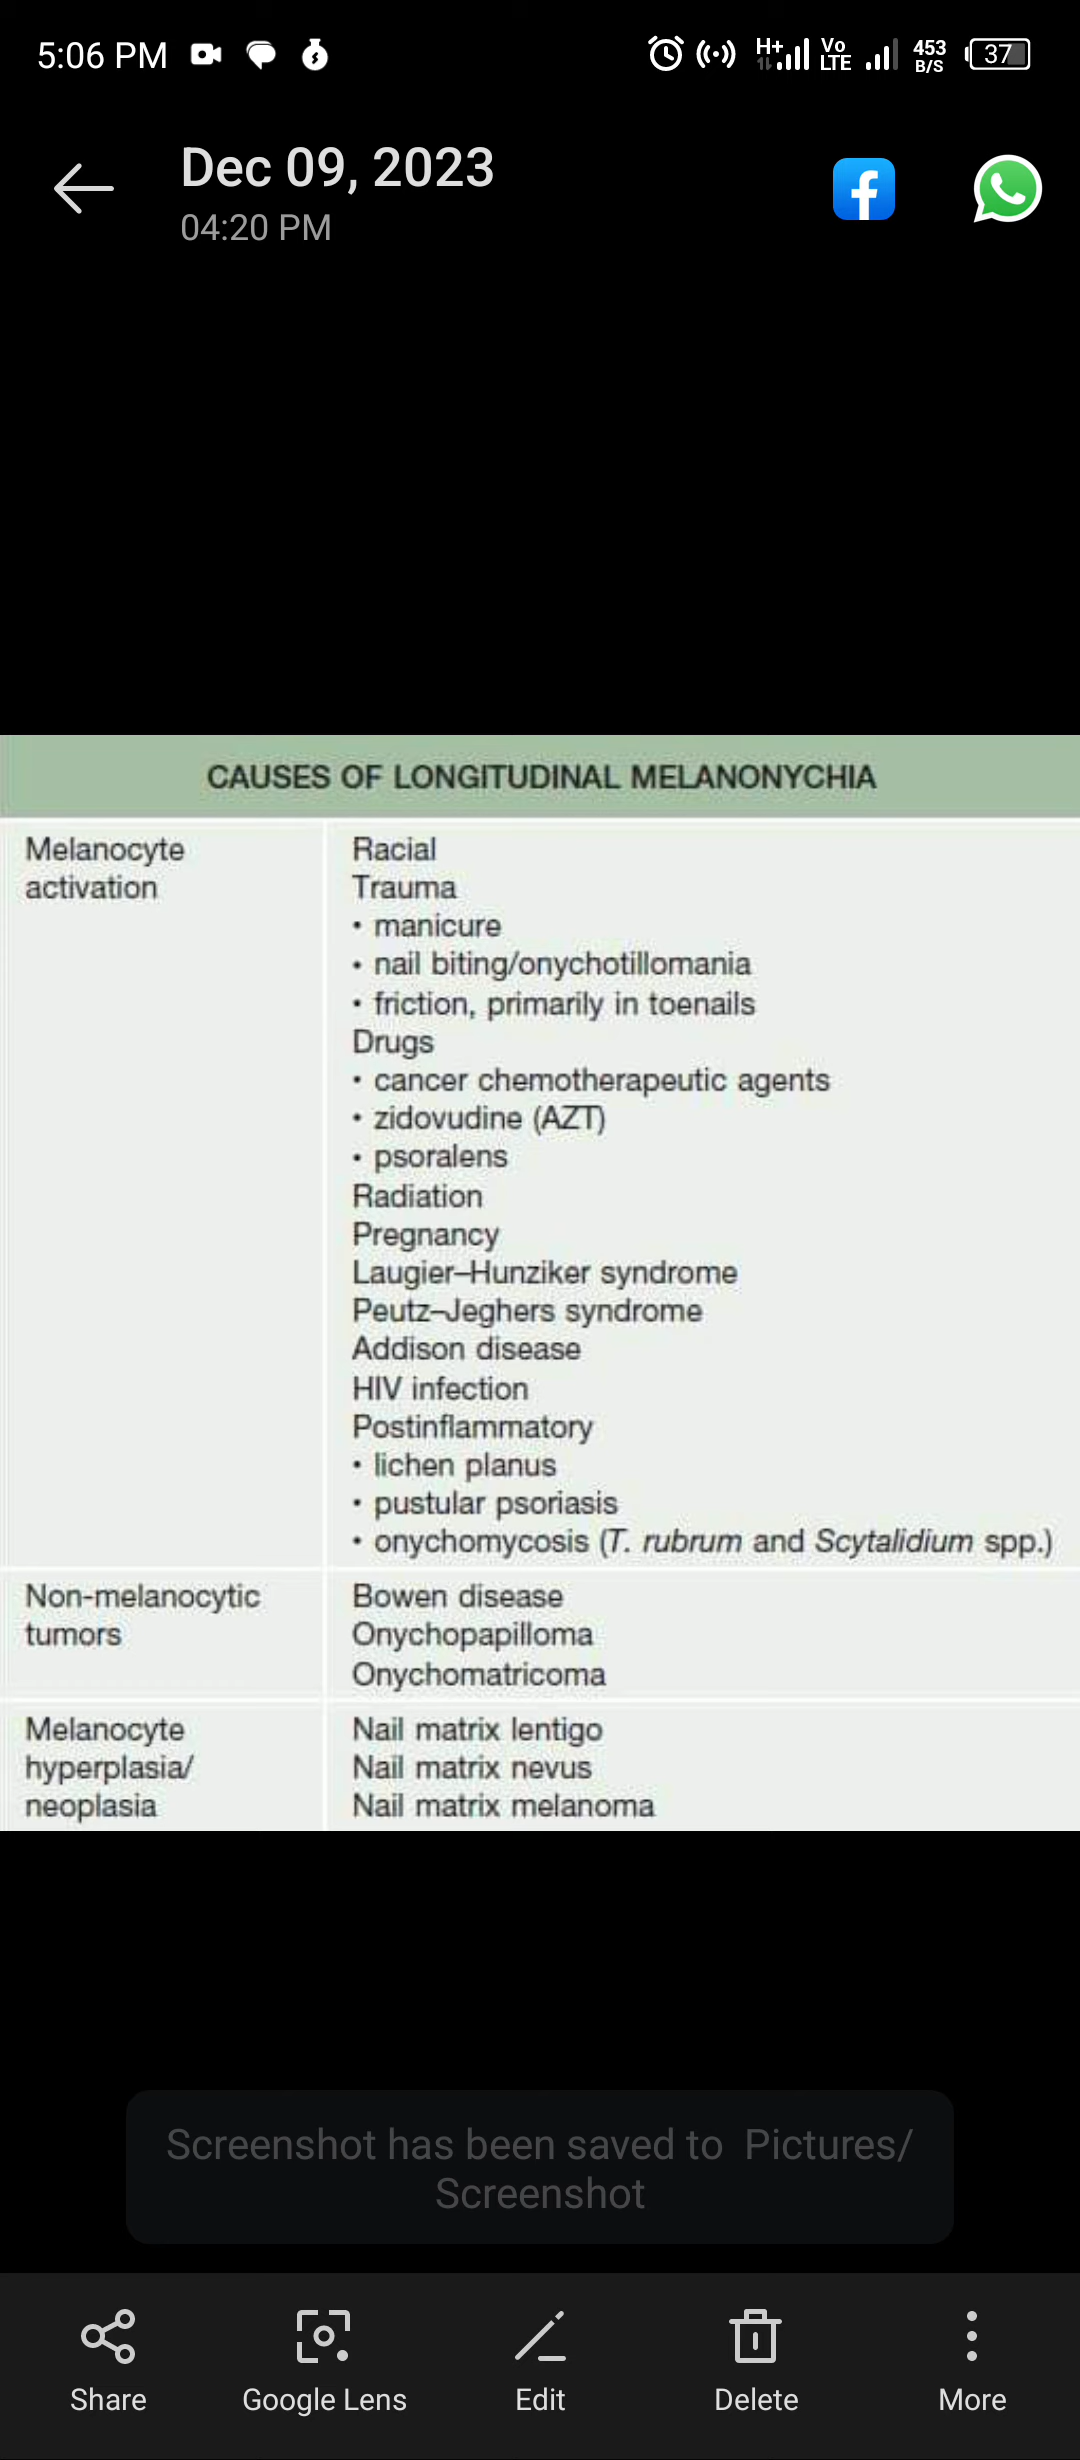 5:06 PM
H+ Vo LTE 453 B/S 37
Dec 09, 2023
04:20 PM
CAUSES OF LONGITUDINAL MELANONYCHIA
Melanocyte
activation
Racial
Trauma
• manicure
• nail biting/onychotillomania
• friction, primarily in toenails
Drugs
• cancer chemotherapeutic agents
• zidovudine (AZT)
• psoralens
Radiation
Pregnancy
Laugier–Hunziker syndrome
Peutz–Jeghers syndrome
Addison disease
HIV infection
Postinflammatory
• lichen planus
• pustular psoriasis
• onychomycosis (T. rubrum and Scytalidium spp.)
Non-melanocytic
tumors
Bowen disease
Onychopapilloma
Onychomatricoma
Melanocyte
hyperplasia/
neoplasia
Nail matrix lentigo
Nail matrix nevus
Nail matrix melanoma
Screenshot has been saved to Pictures/
Screenshot
Share Google Lens Edit Delete More